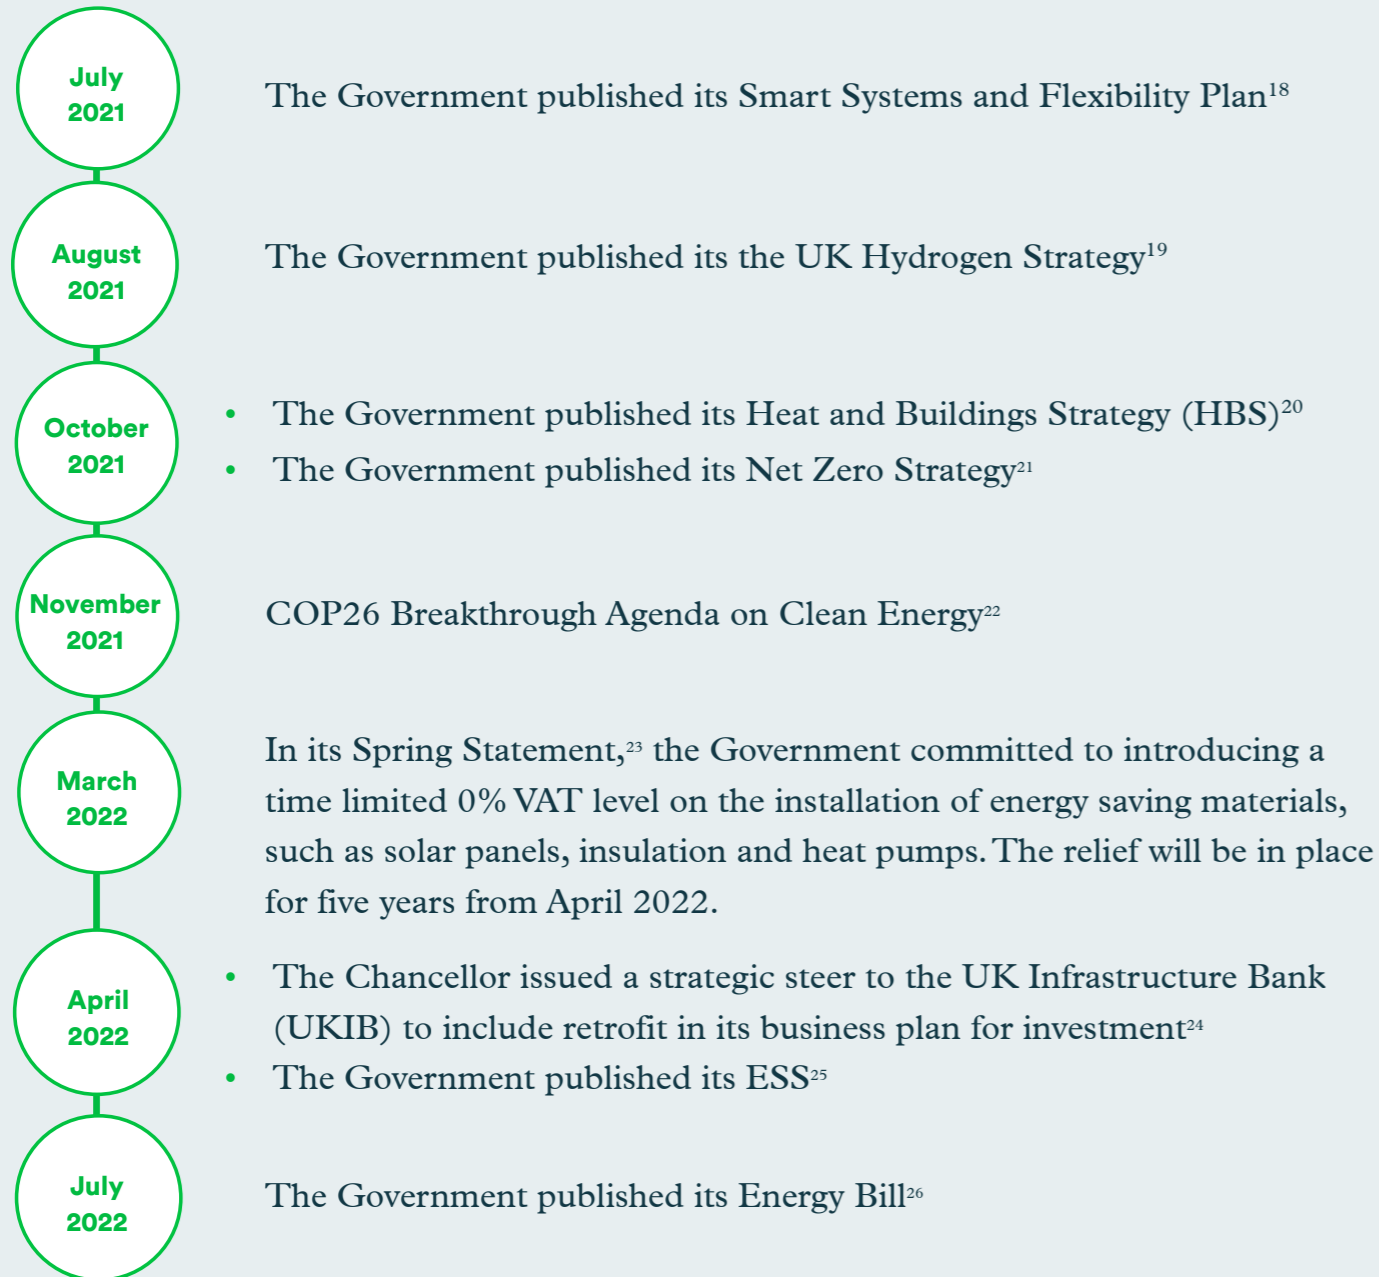 July
2021
The Government published its Smart Systems and Flexibility Plan18
August
2021
The Government published its the UK Hydrogen Strategy19
October
2021
• The Government published its Heat and Buildings Strategy (HBS)20
• The Government published its Net Zero Strategy21
November
2021
COP26 Breakthrough Agenda on Clean Energy22
March
2022
In its Spring Statement,23 the Government committed to introducing a
time limited 0% VAT level on the installation of energy saving materials,
such as solar panels, insulation and heat pumps. The relief will be in place
for five years from April 2022.
April
2022
• The Chancellor issued a strategic steer to the UK Infrastructure Bank
(UKIB) to include retrofit in its business plan for investment24
• The Government published its ESS25
July
2022
The Government published its Energy Bill26